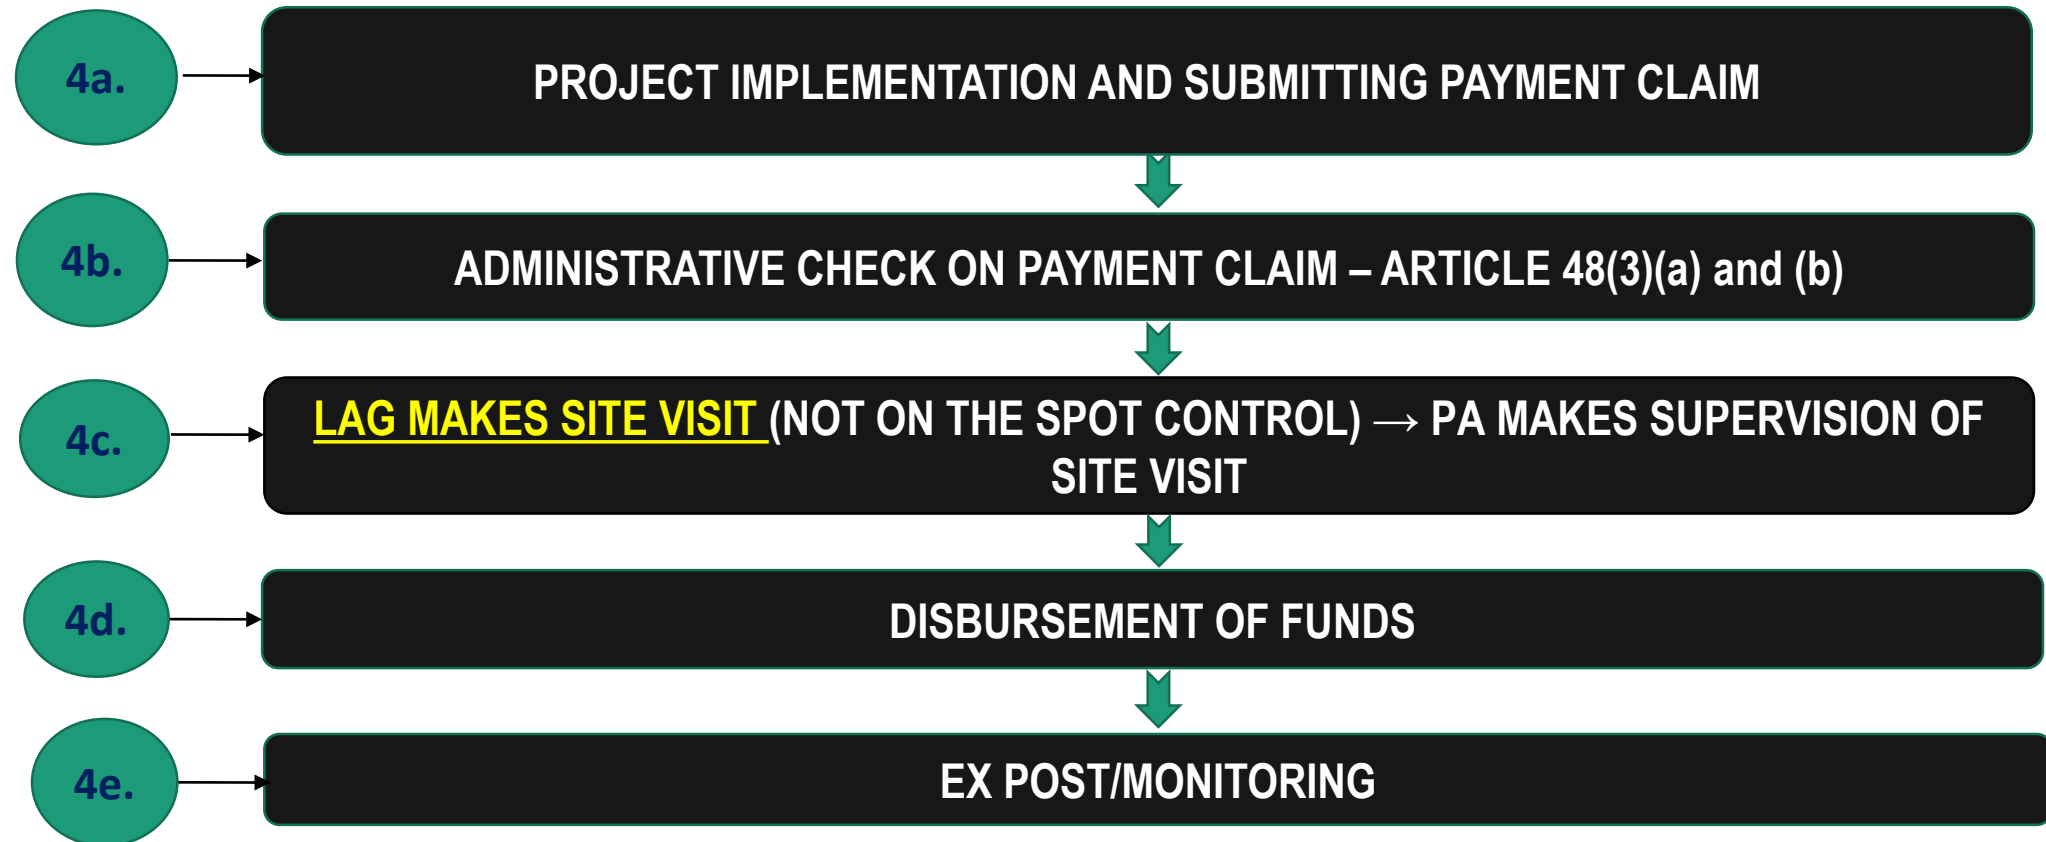 4a.
PROJECT IMPLEMENTATION AND SUBMITTING PAYMENT CLAIM
4b.
ADMINISTRATIVE CHECK ON PAYMENT CLAIM – ARTICLE 48(3)(a) and (b)
4c.
LAG MAKES SITE VISIT (NOT ON THE SPOT CONTROL) → PA MAKES SUPERVISION OF
SITE VISIT
4d.
DISBURSEMENT OF FUNDS
4e.
EX POST/MONITORING